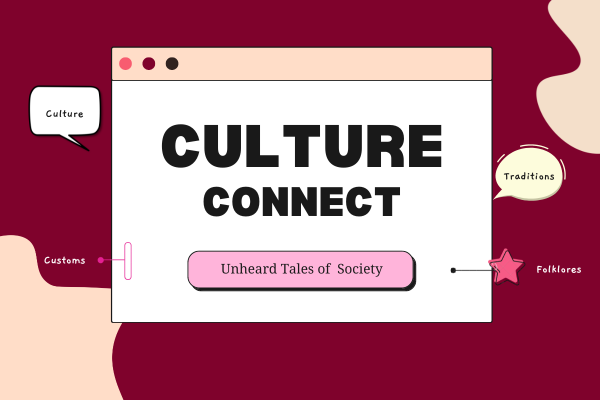 Culture
CULTURE
CONNECT
Traditions
Customs
Unheard Tales of Society
Folklores